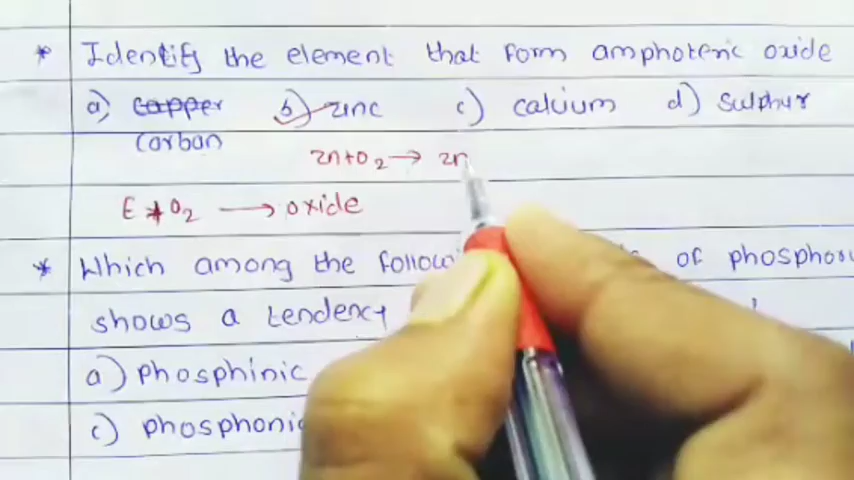 * Identify the element that form amphoteric oxide
a) copper b) zinc c) calcium d) sulphur
carbon
zn+O2 → zn
E + O2 → oxide
* Which among the of phosphor
shows a tendency
a) phosphinic
c) phosphoni